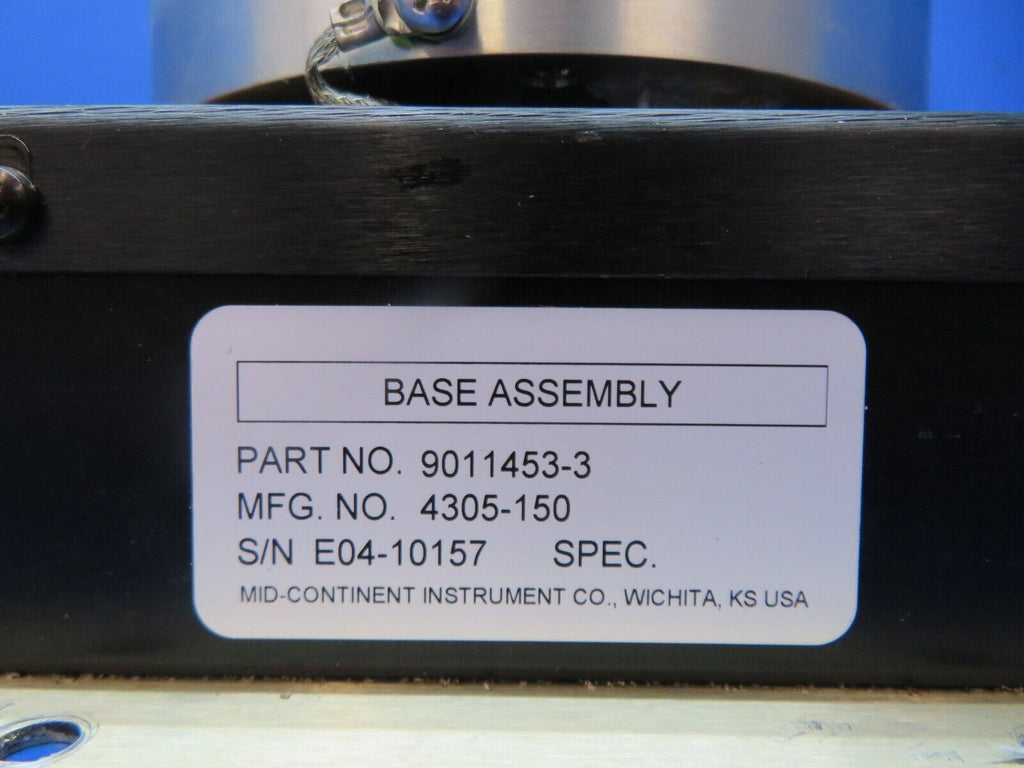 BASE ASSEMBLY
PART NO. 9011453-3
MFG. NO. 4305-150
S/N E04-10157 SPEC.
MID-CONTINENT INSTRUMENT CO., WICHITA, KS USA